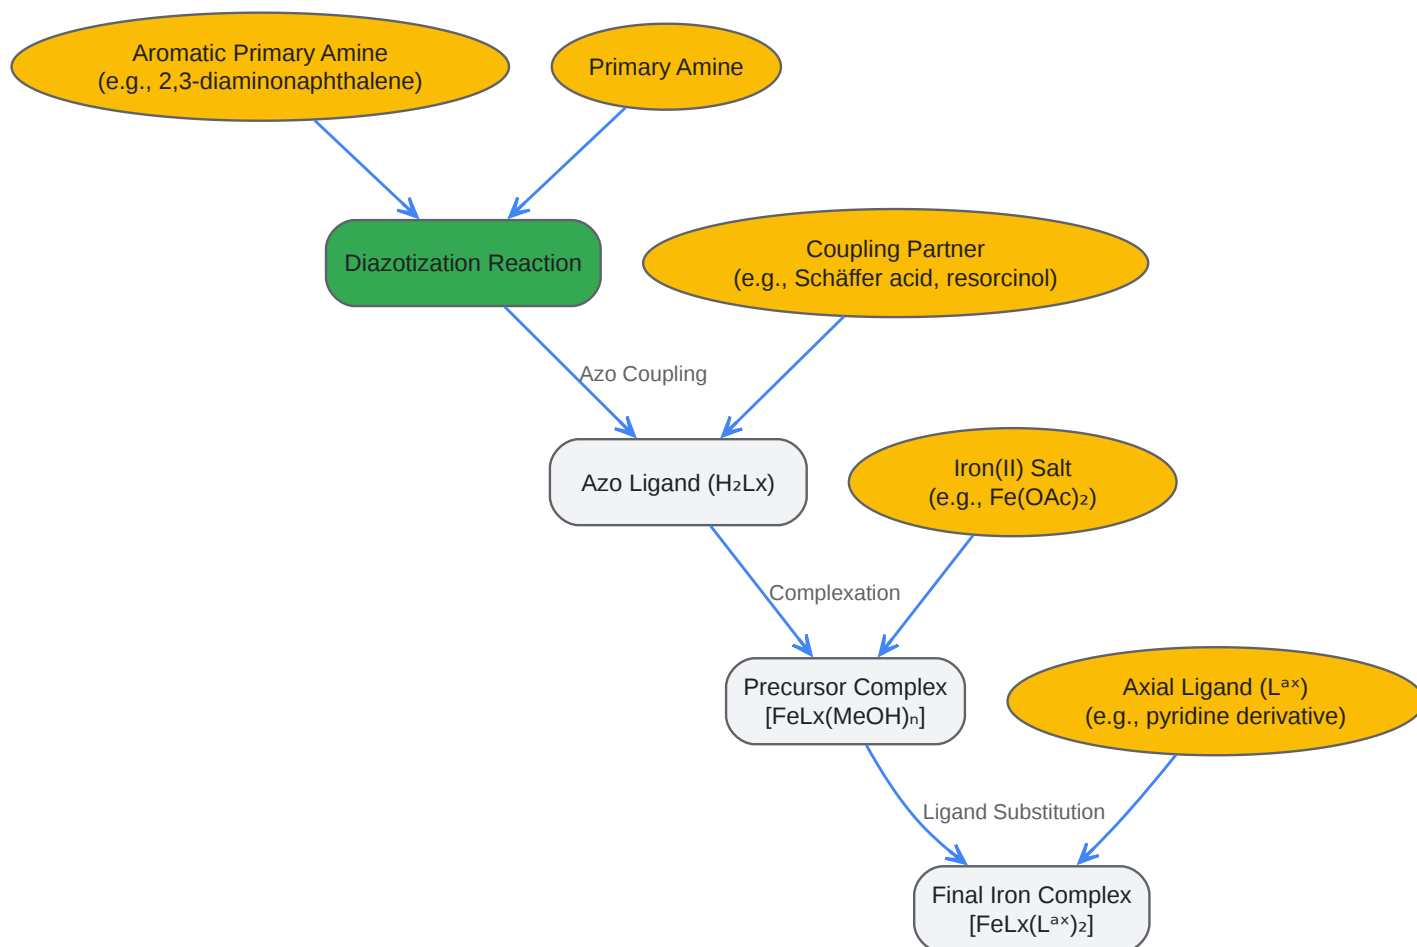 Aromatic Primary Amine
(e.g., 2,3-diaminonaphthalene)
Primary Amine
Diazotization Reaction
Coupling Partner
(e.g., Schäffer acid, resorcinol)
Azo Coupling
Azo Ligand (H₂Lx)
Iron(II) Salt
(e.g., Fe(OAc)₂)
Complexation
Precursor Complex
[FeLx(MeOH)ₙ]
Axial Ligand (Lᵃˣ)
(e.g., pyridine derivative)
Ligand Substitution
Final Iron Complex
[FeLx(Lᵃˣ)₂]